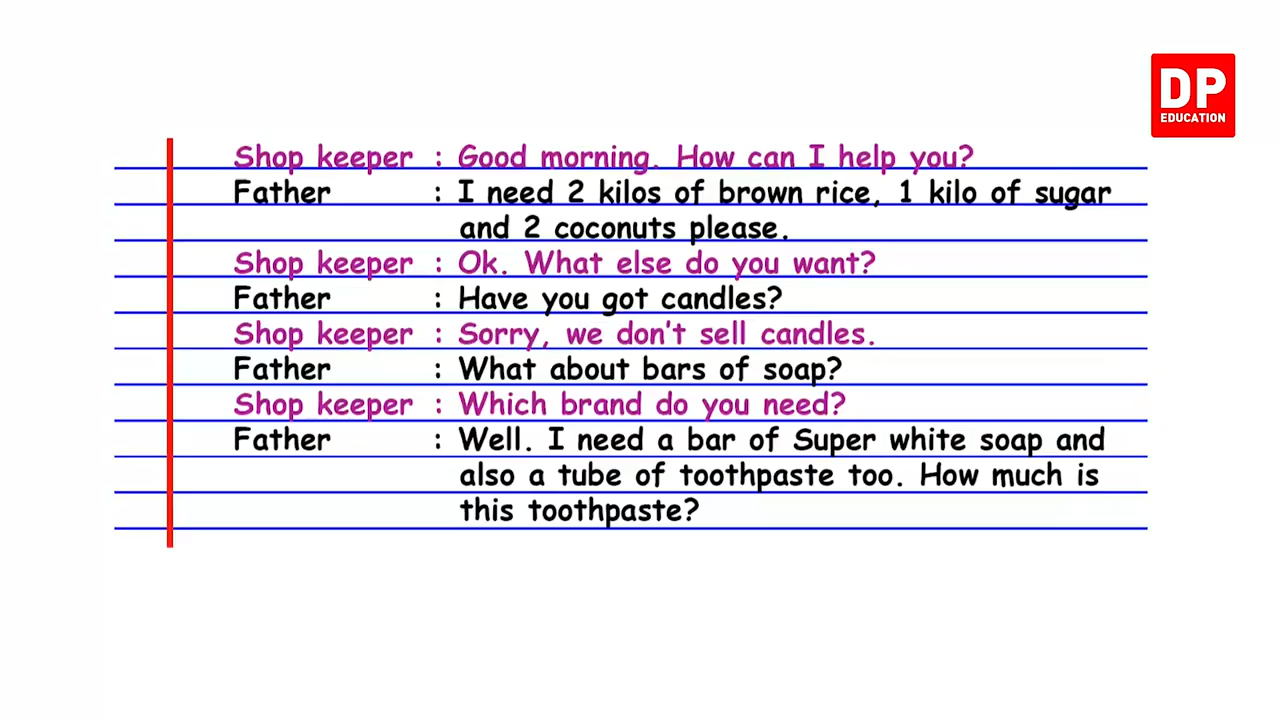 DP
EDUCATION
Shop keeper : Good morning. How can I help you?
Father : I need 2 kilos of brown rice, 1 kilo of sugar
and 2 coconuts please.
Shop keeper : Ok. What else do you want?
Father : Have you got candles?
Shop keeper : Sorry, we don't sell candles.
Father : What about bars of soap?
Shop keeper : Which brand do you need?
Father : Well. I need a bar of Super white soap and
also a tube of toothpaste too. How much is
this toothpaste?